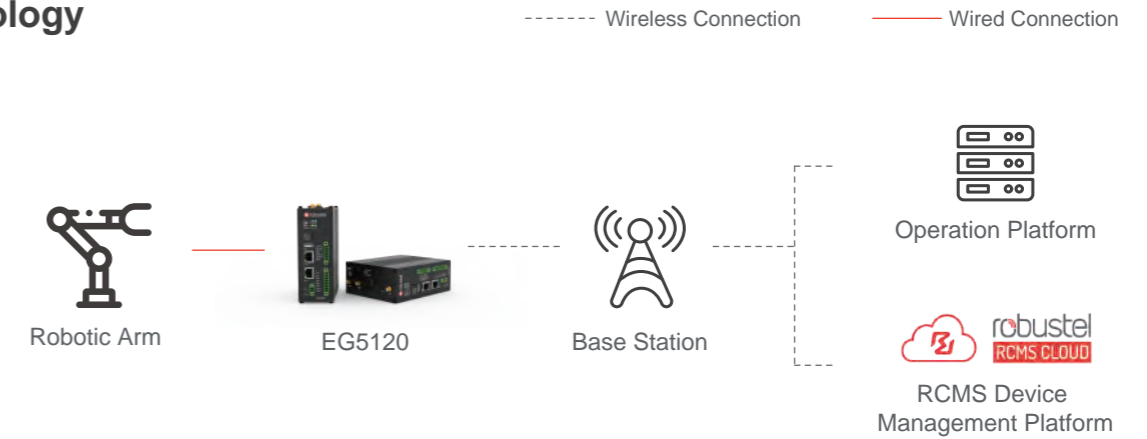 ology
Wireless Connection
Wired Connection
Operation Platform
Robotic Arm
EG5120
Base Station
robustel
RCMS CLOUD
RCMS Device
Management Platform